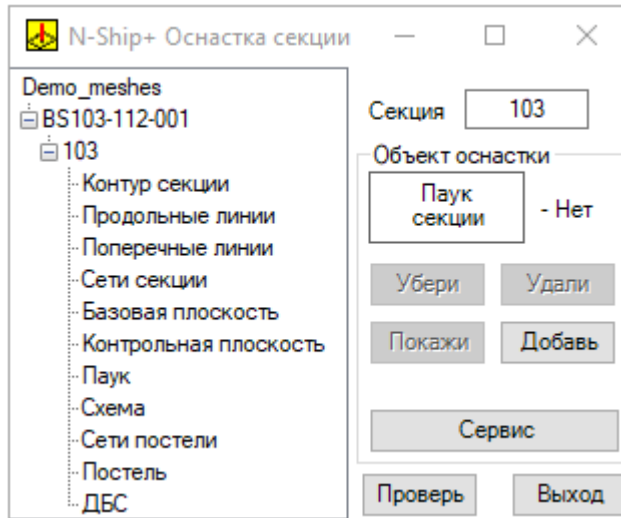 N-Ship+ Оснастка секции
Demo_meshes
BS103-112-001
103
Контур секции
Продольные линии
Поперечные линии
Сети секции
Базовая плоскость
Контрольная плоскость
Паук
Схема
Сети постели
Постель
ДБС
Секция 103
Объект оснастки
Паук
секции
- Нет
Убери Удали
Покажи Добавь
Сервис
Проверь Выход